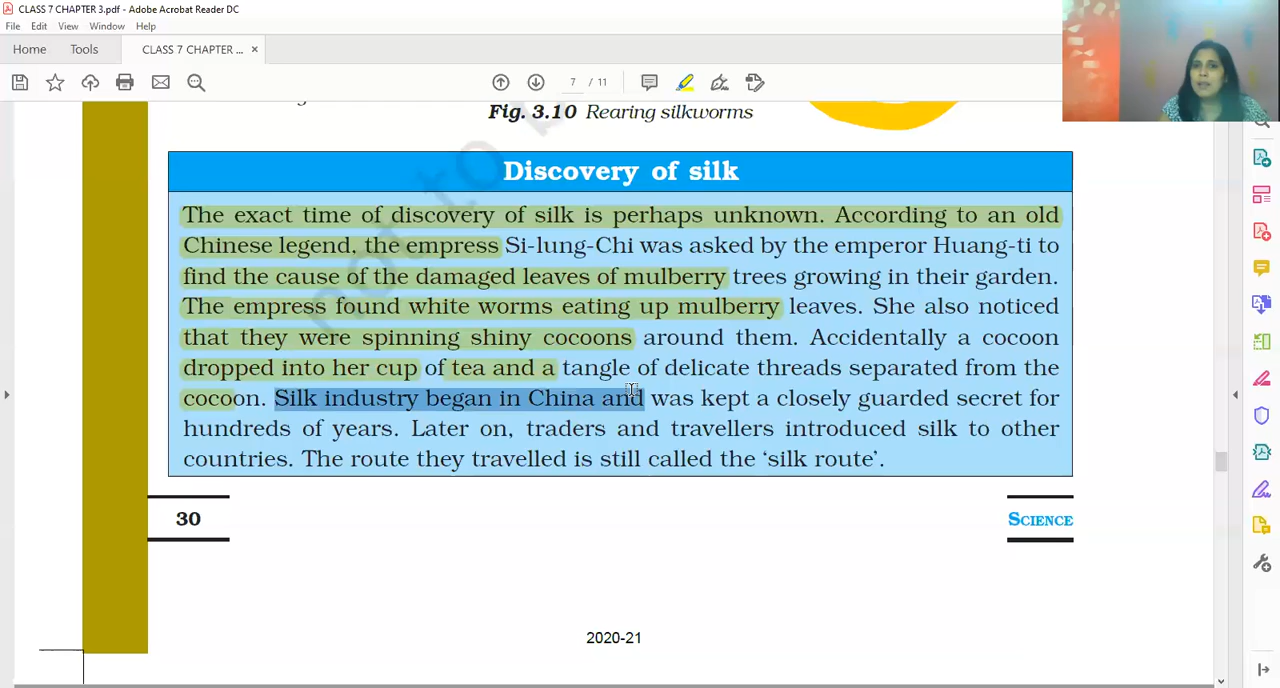 CLASS 7 CHAPTER 3.pdf - Adobe Acrobat Reader DC
File Edit View Window Help
Home Tools CLASS 7 CHAPTER ... ×
7 / 11
Fig. 3.10 Rearing silkworms
not to
Discovery of silk
The exact time of discovery of silk is perhaps unknown. According to an old
Chinese legend, the empress Si-lung-Chi was asked by the emperor Huang-ti to
find the cause of the damaged leaves of mulberry trees growing in their garden.
The empress found white worms eating up mulberry leaves. She also noticed
that they were spinning shiny cocoons around them. Accidentally a cocoon
dropped into her cup of tea and a tangle of delicate threads separated from the
cocoon. Silk industry began in China and was kept a closely guarded secret for
hundreds of years. Later on, traders and travellers introduced silk to other
countries. The route they travelled is still called the ‘silk route’.
30
SCIENCE
2020-21